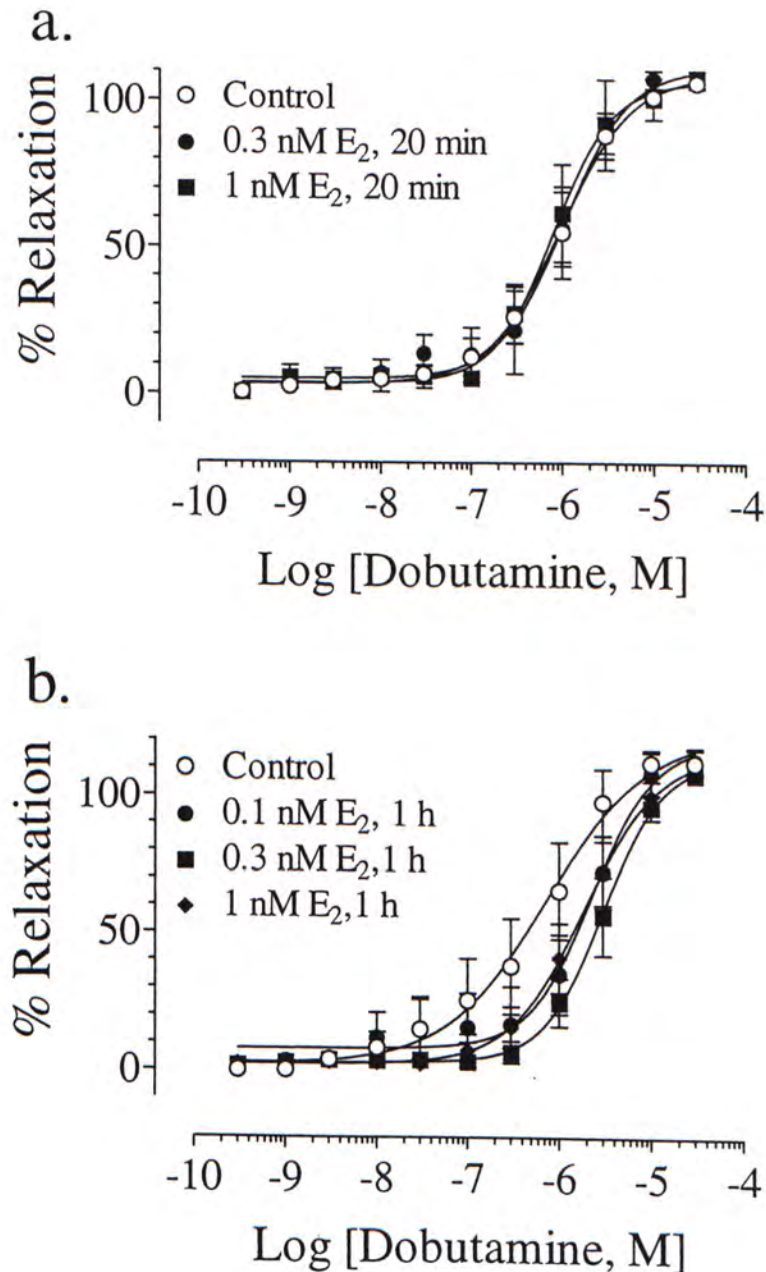 a.
% Relaxation
100
50
0
Control
0.3 nM E₂, 20 min
1 nM E₂, 20 min
-10 -9 -8 -7 -6 -5 -4
Log [Dobutamine, M]
b.
% Relaxation
100
50
0
Control
0.1 nM E₂, 1 h
0.3 nM E₂,1 h
1 nM E₂,1 h
-10 -9 -8 -7 -6 -5 -4
Log [Dobutamine, M]